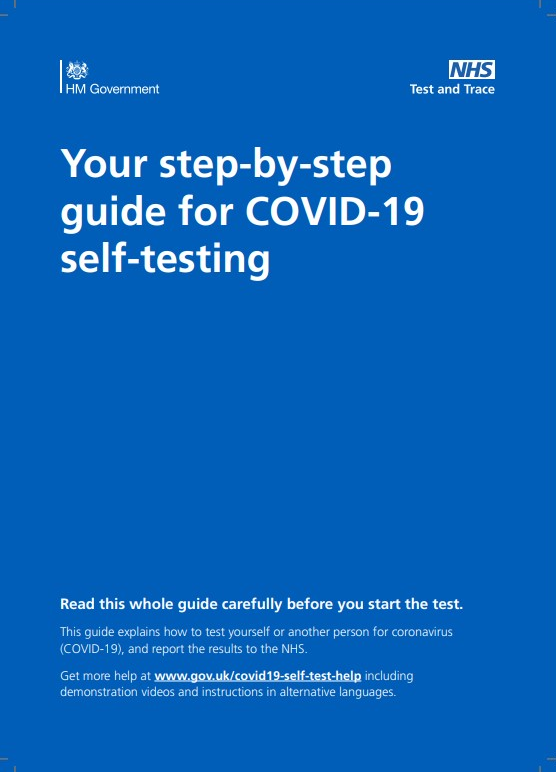 HM Government
NHS
Test and Trace
Your step-by-step
guide for COVID-19
self-testing
Read this whole guide carefully before you start the test.
This guide explains how to test yourself or another person for coronavirus
(COVID-19), and report the results to the NHS.
Get more help at www.gov.uk/covid19-self-test-help including
demonstration videos and instructions in alternative languages.